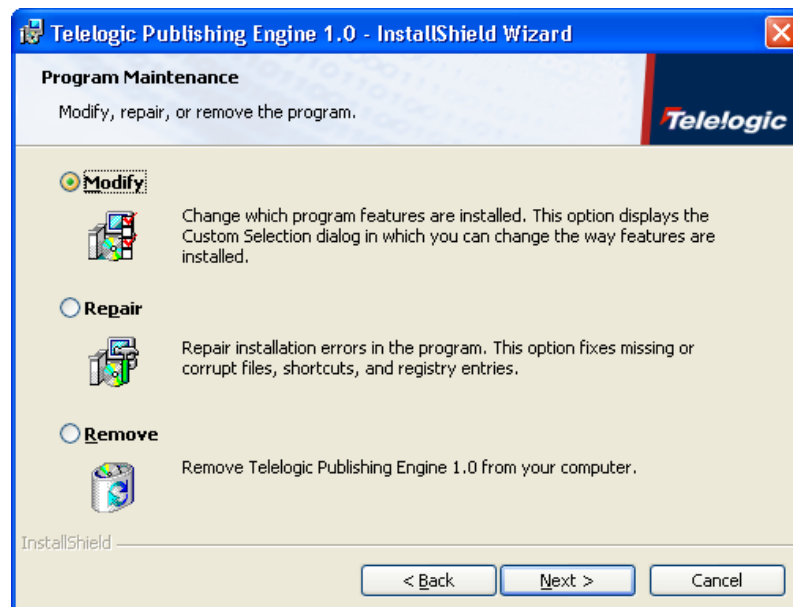 Telelogic Publishing Engine 1.0 - InstallShield Wizard
Program Maintenance
Modify, repair, or remove the program.
Telelogic
Modify
Change which program features are installed. This option displays the
Custom Selection dialog in which you can change the way features are
installed.
Repair
Repair installation errors in the program. This option fixes missing or
corrupt files, shortcuts, and registry entries.
Remove
Remove Telelogic Publishing Engine 1.0 from your computer.
InstallShield
< Back
Next >
Cancel